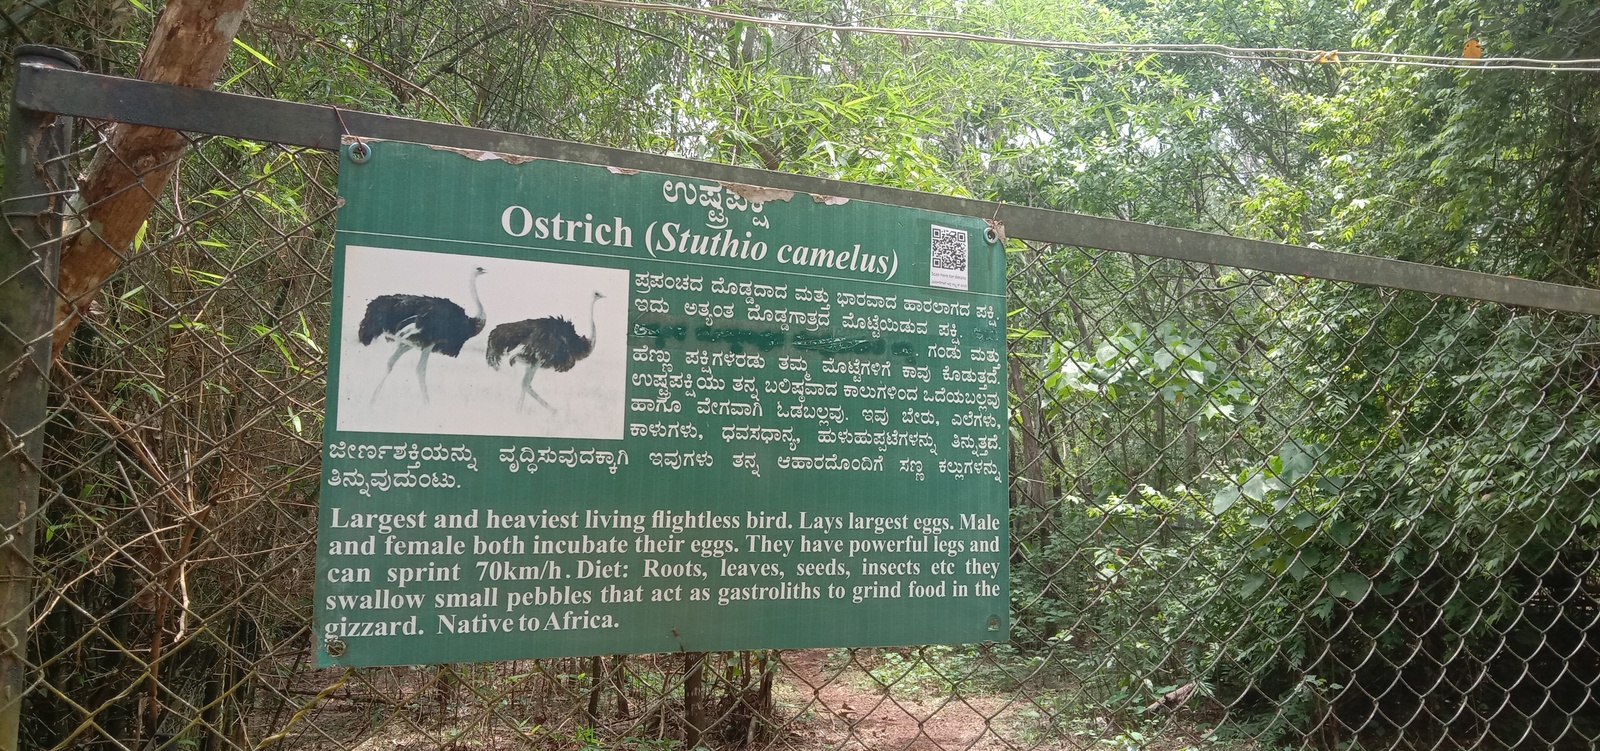 ಉಷ್ಟ್ರಪಕ್ಷಿ
Ostrich (Stuthio camelus)
ಪ್ರಪಂಚದ ದೊಡ್ಡದಾದ ಮತ್ತು ಭಾರವಾದ ಹಾರಲಾಗದ ಪಕ್ಷಿ.
ಇದು ಅತ್ಯಂತ ದೊಡ್ಡಗಾತ್ರದ ಮೊಟ್ಟೆಯಿಡುವ ಪಕ್ಷಿ.
ಗಂಡು ಮತ್ತು
ಹೆಣ್ಣು ಪಕ್ಷಿಗಳೆರಡು ತಮ್ಮ ಮೊಟ್ಟೆಗಳಿಗೆ ಕಾವು ಕೊಡುತ್ತದೆ.
ಉಷ್ಟ್ರಪಕ್ಷಿಯು ತನ್ನ ಬಲಿಷ್ಠವಾದ ಕಾಲುಗಳಿಂದ ಒದೆಯಬಲ್ಲವು
ಹಾಗೂ ವೇಗವಾಗಿ ಓಡಬಲ್ಲವು. ಇವು ಬೇರು, ಎಲೆಗಳು,
ಕಾಳುಗಳು, ಧವಸಧಾನ್ಯ, ಹುಳುಹುಪ್ಪಟೆಗಳನ್ನು ತಿನ್ನುತ್ತದೆ.
ಜೀರ್ಣಶಕ್ತಿಯನ್ನು ವೃದ್ಧಿಸುವುದಕ್ಕಾಗಿ ಇವುಗಳು ತನ್ನ ಆಹಾರದೊಂದಿಗೆ ಸಣ್ಣ ಕಲ್ಲುಗಳನ್ನು
ತಿನ್ನುವುದುಂಟು.
Largest and heaviest living flightless bird. Lays largest eggs. Male
and female both incubate their eggs. They have powerful legs and
can sprint 70km/h. Diet: Roots, leaves, seeds, insects etc they
swallow small pebbles that act as gastroliths to grind food in the
gizzard. Native to Africa.